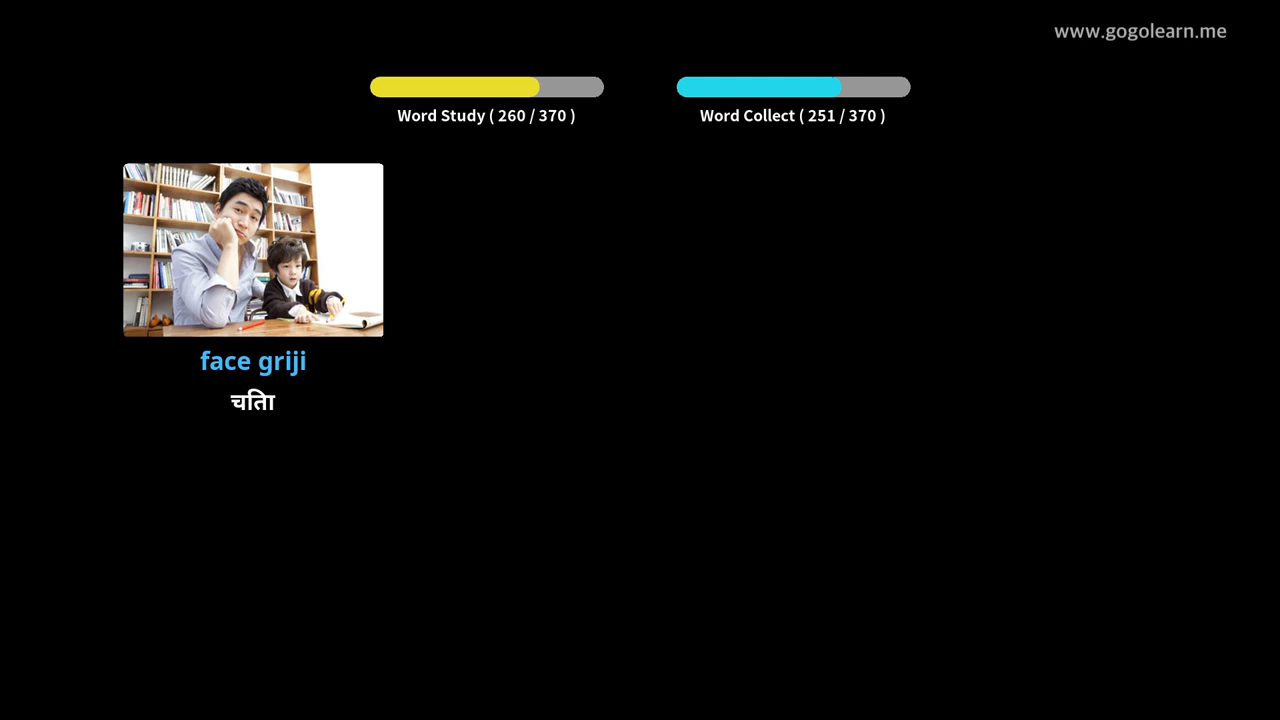 www.gogolearn.me
Word Study ( 260 / 370 )
Word Collect ( 251 / 370 )
face griji
चिंता